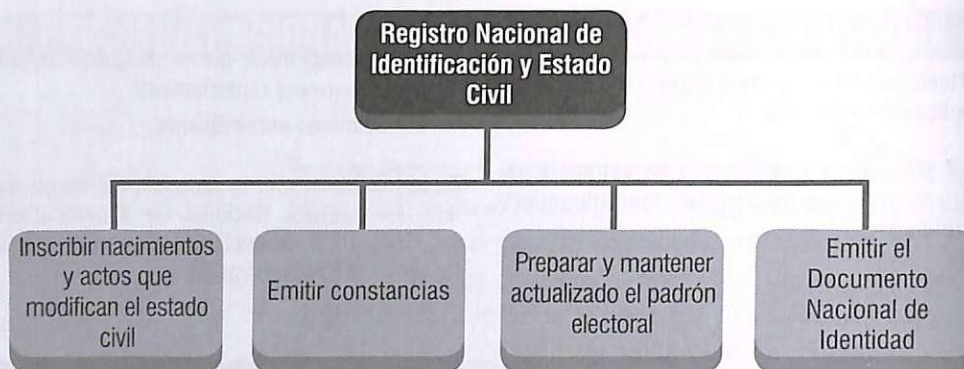 Registro Nacional de
Identificación y Estado
Civil
Inscribir nacimientos
y actos que
modifican el estado
civil
Emitir constancias
Preparar y mantener
actualizado el padrón
electoral
Emitir el
Documento
Nacional de
Identidad